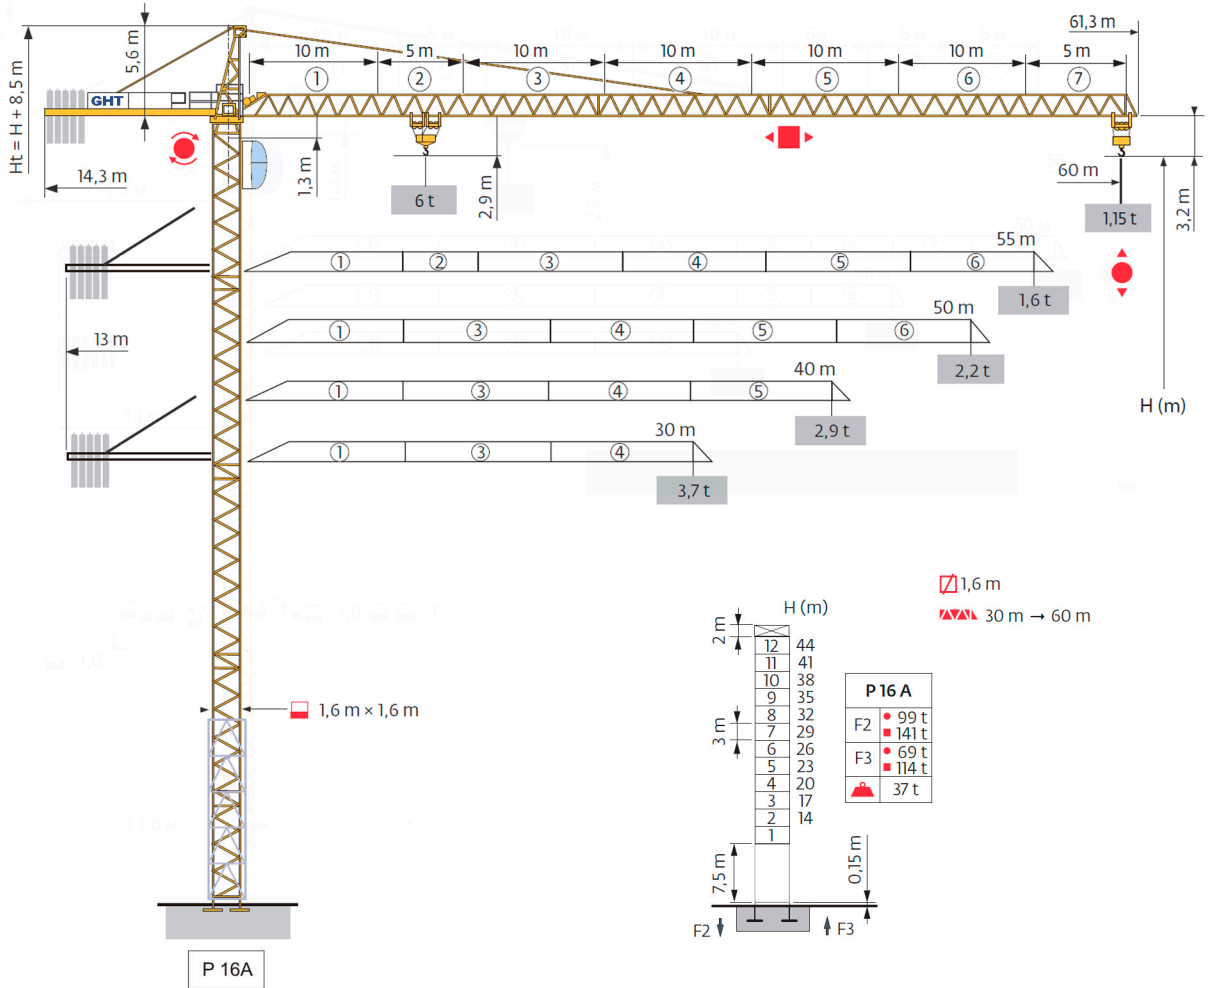 61,3 m
5,6 m
Ht = H + 8,5 m
10 m
5 m
10 m
10 m
10 m
10 m
5 m
1
2
3
4
5
6
7
GHT
14,3 m
1,3 m
6 t
2,9 m
60 m
1,15 t
3,2 m
55 m
1
2
3
4
5
6
1,6 t
50 m
1
3
4
5
6
2,2 t
13 m
40 m
1
3
4
5
2,9 t
H (m)
30 m
1
3
4
3,7 t
1,6 m
30 m → 60 m
1,6 m × 1,6 m
H (m)
2 m
12 44
11 41
10 38
9 35
8 32
3 m
7 29
6 26
5 23
4 20
3 17
2 14
1
7,5 m
0,15 m
F2
F3
P 16 A
F2 99 t
141 t
F3 69 t
114 t
37 t
P 16A